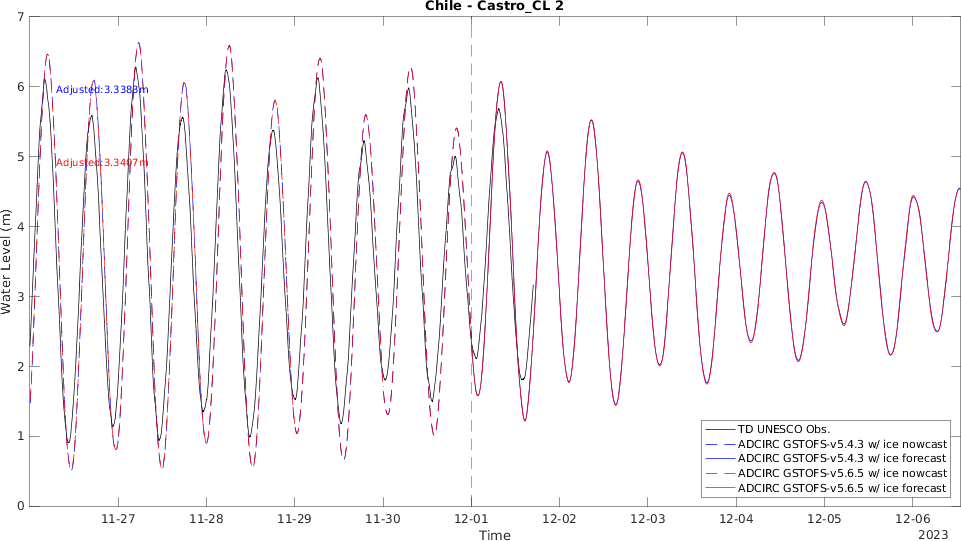 Chile - Castro_CL 2
7
6
5
4
3
2
1
0
Water Level (m)
Adjusted:3.3383m
Adjusted:3.3407m
TD UNESCO Obs.
ADCIRC GSTOFS-v5.4.3 w/ ice nowcast
ADCIRC GSTOFS-v5.4.3 w/ ice forecast
ADCIRC GSTOFS-v5.6.5 w/ ice nowcast
ADCIRC GSTOFS-v5.6.5 w/ ice forecast
11-27 11-28 11-29 11-30 12-01 12-02 12-03 12-04 12-05 12-06
Time
2023